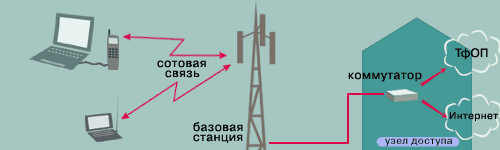 сотовая
связь
базовая
станция
коммутатор
ТфОП
Интернет
узел доступа